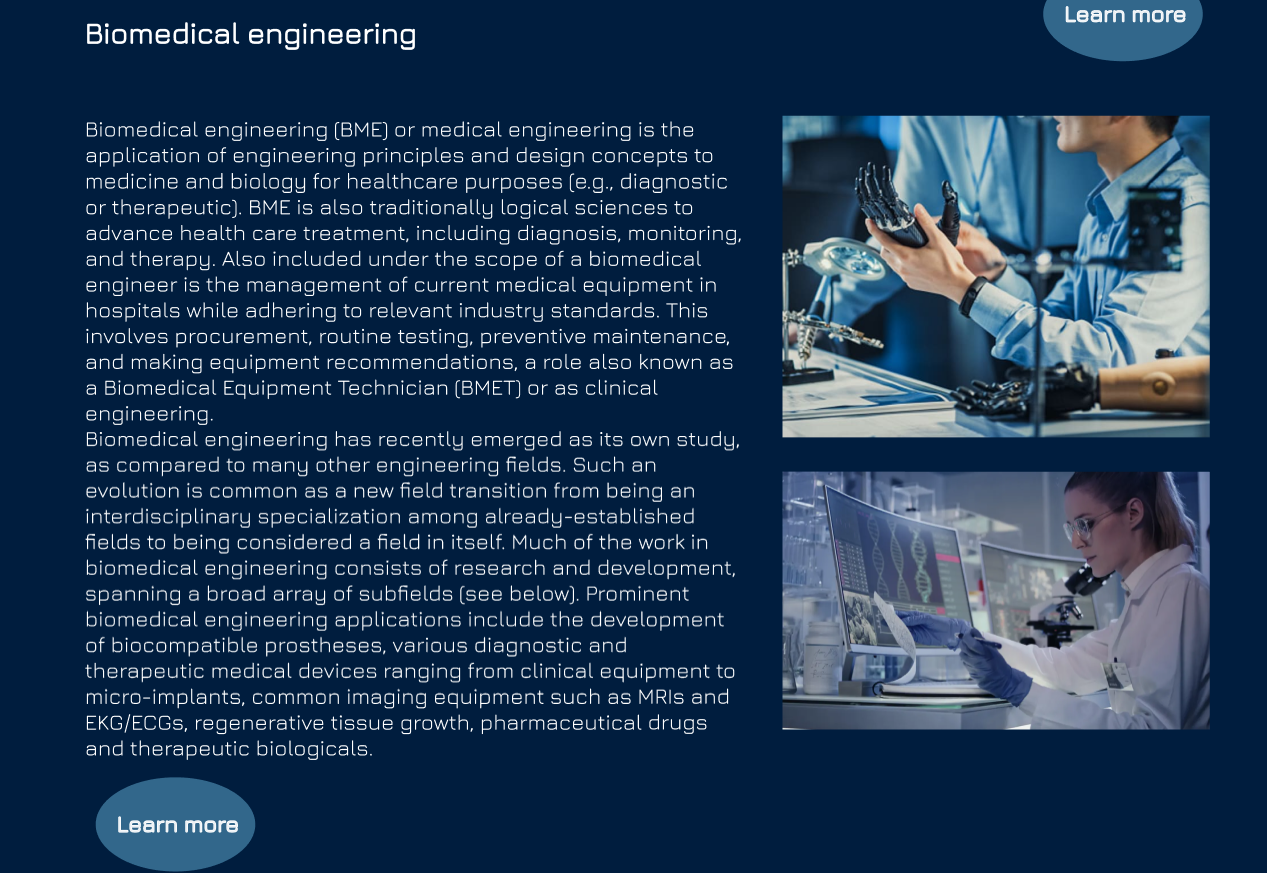 Learn more
Biomedical engineering
Biomedical engineering (BME) or medical engineering is the
application of engineering principles and design concepts to
medicine and biology for healthcare purposes (e.g., diagnostic
or therapeutic). BME is also traditionally logical sciences to
advance health care treatment, including diagnosis, monitoring,
and therapy. Also included under the scope of a biomedical
engineer is the management of current medical equipment in
hospitals while adhering to relevant industry standards. This
involves procurement, routine testing, preventive maintenance,
and making equipment recommendations, a role also known as
a Biomedical Equipment Technician (BMET) or as clinical
engineering.
Biomedical engineering has recently emerged as its own study,
as compared to many other engineering fields. Such an
evolution is common as a new field transition from being an
interdisciplinary specialization among already-established
fields to being considered a field in itself. Much of the work in
biomedical engineering consists of research and development,
spanning a broad array of subfields (see below). Prominent
biomedical engineering applications include the development
of biocompatible prostheses, various diagnostic and
therapeutic medical devices ranging from clinical equipment to
micro-implants, common imaging equipment such as MRIs and
EKG/ECGs, regenerative tissue growth, pharmaceutical drugs
and therapeutic biologicals.
Learn more